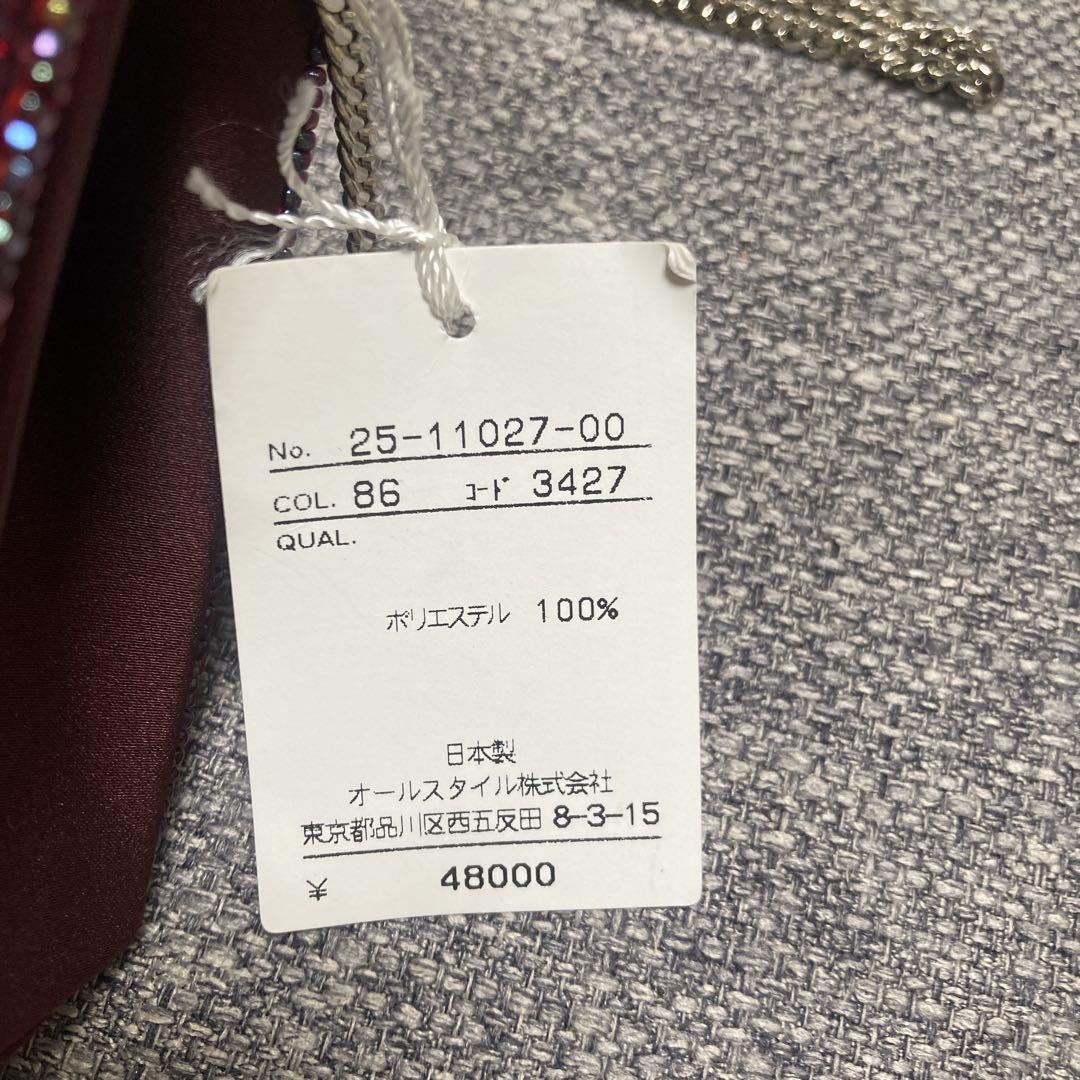 No. 25-11027-00
COL. 86 コード 3427
QUAL.
ポリエステル 100%
日本製
オールスタイル株式会社
東京都品川区西五反田 8-3-15
¥ 48000